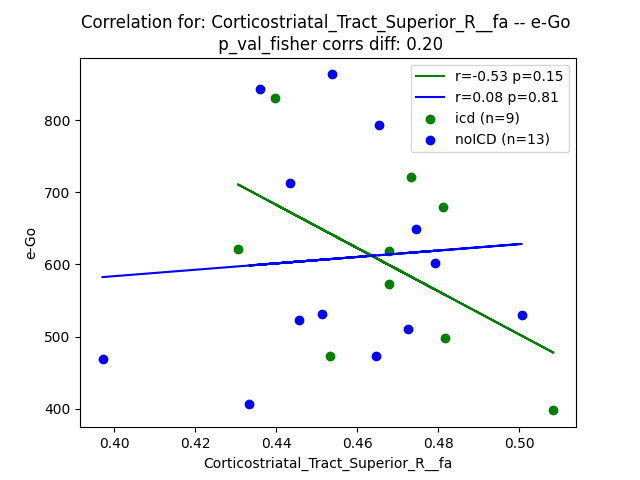 Correlation for: Corticostriatal_Tract_Superior_R__fa -- e-Go
p_val_fisher corrs diff: 0.20
r=-0.53 p=0.15
r=0.08 p=0.81
icd (n=9)
noICD (n=13)
800
700
600
500
400
e-Go
0.40 0.42 0.44 0.46 0.48 0.50
Corticostriatal_Tract_Superior_R__fa